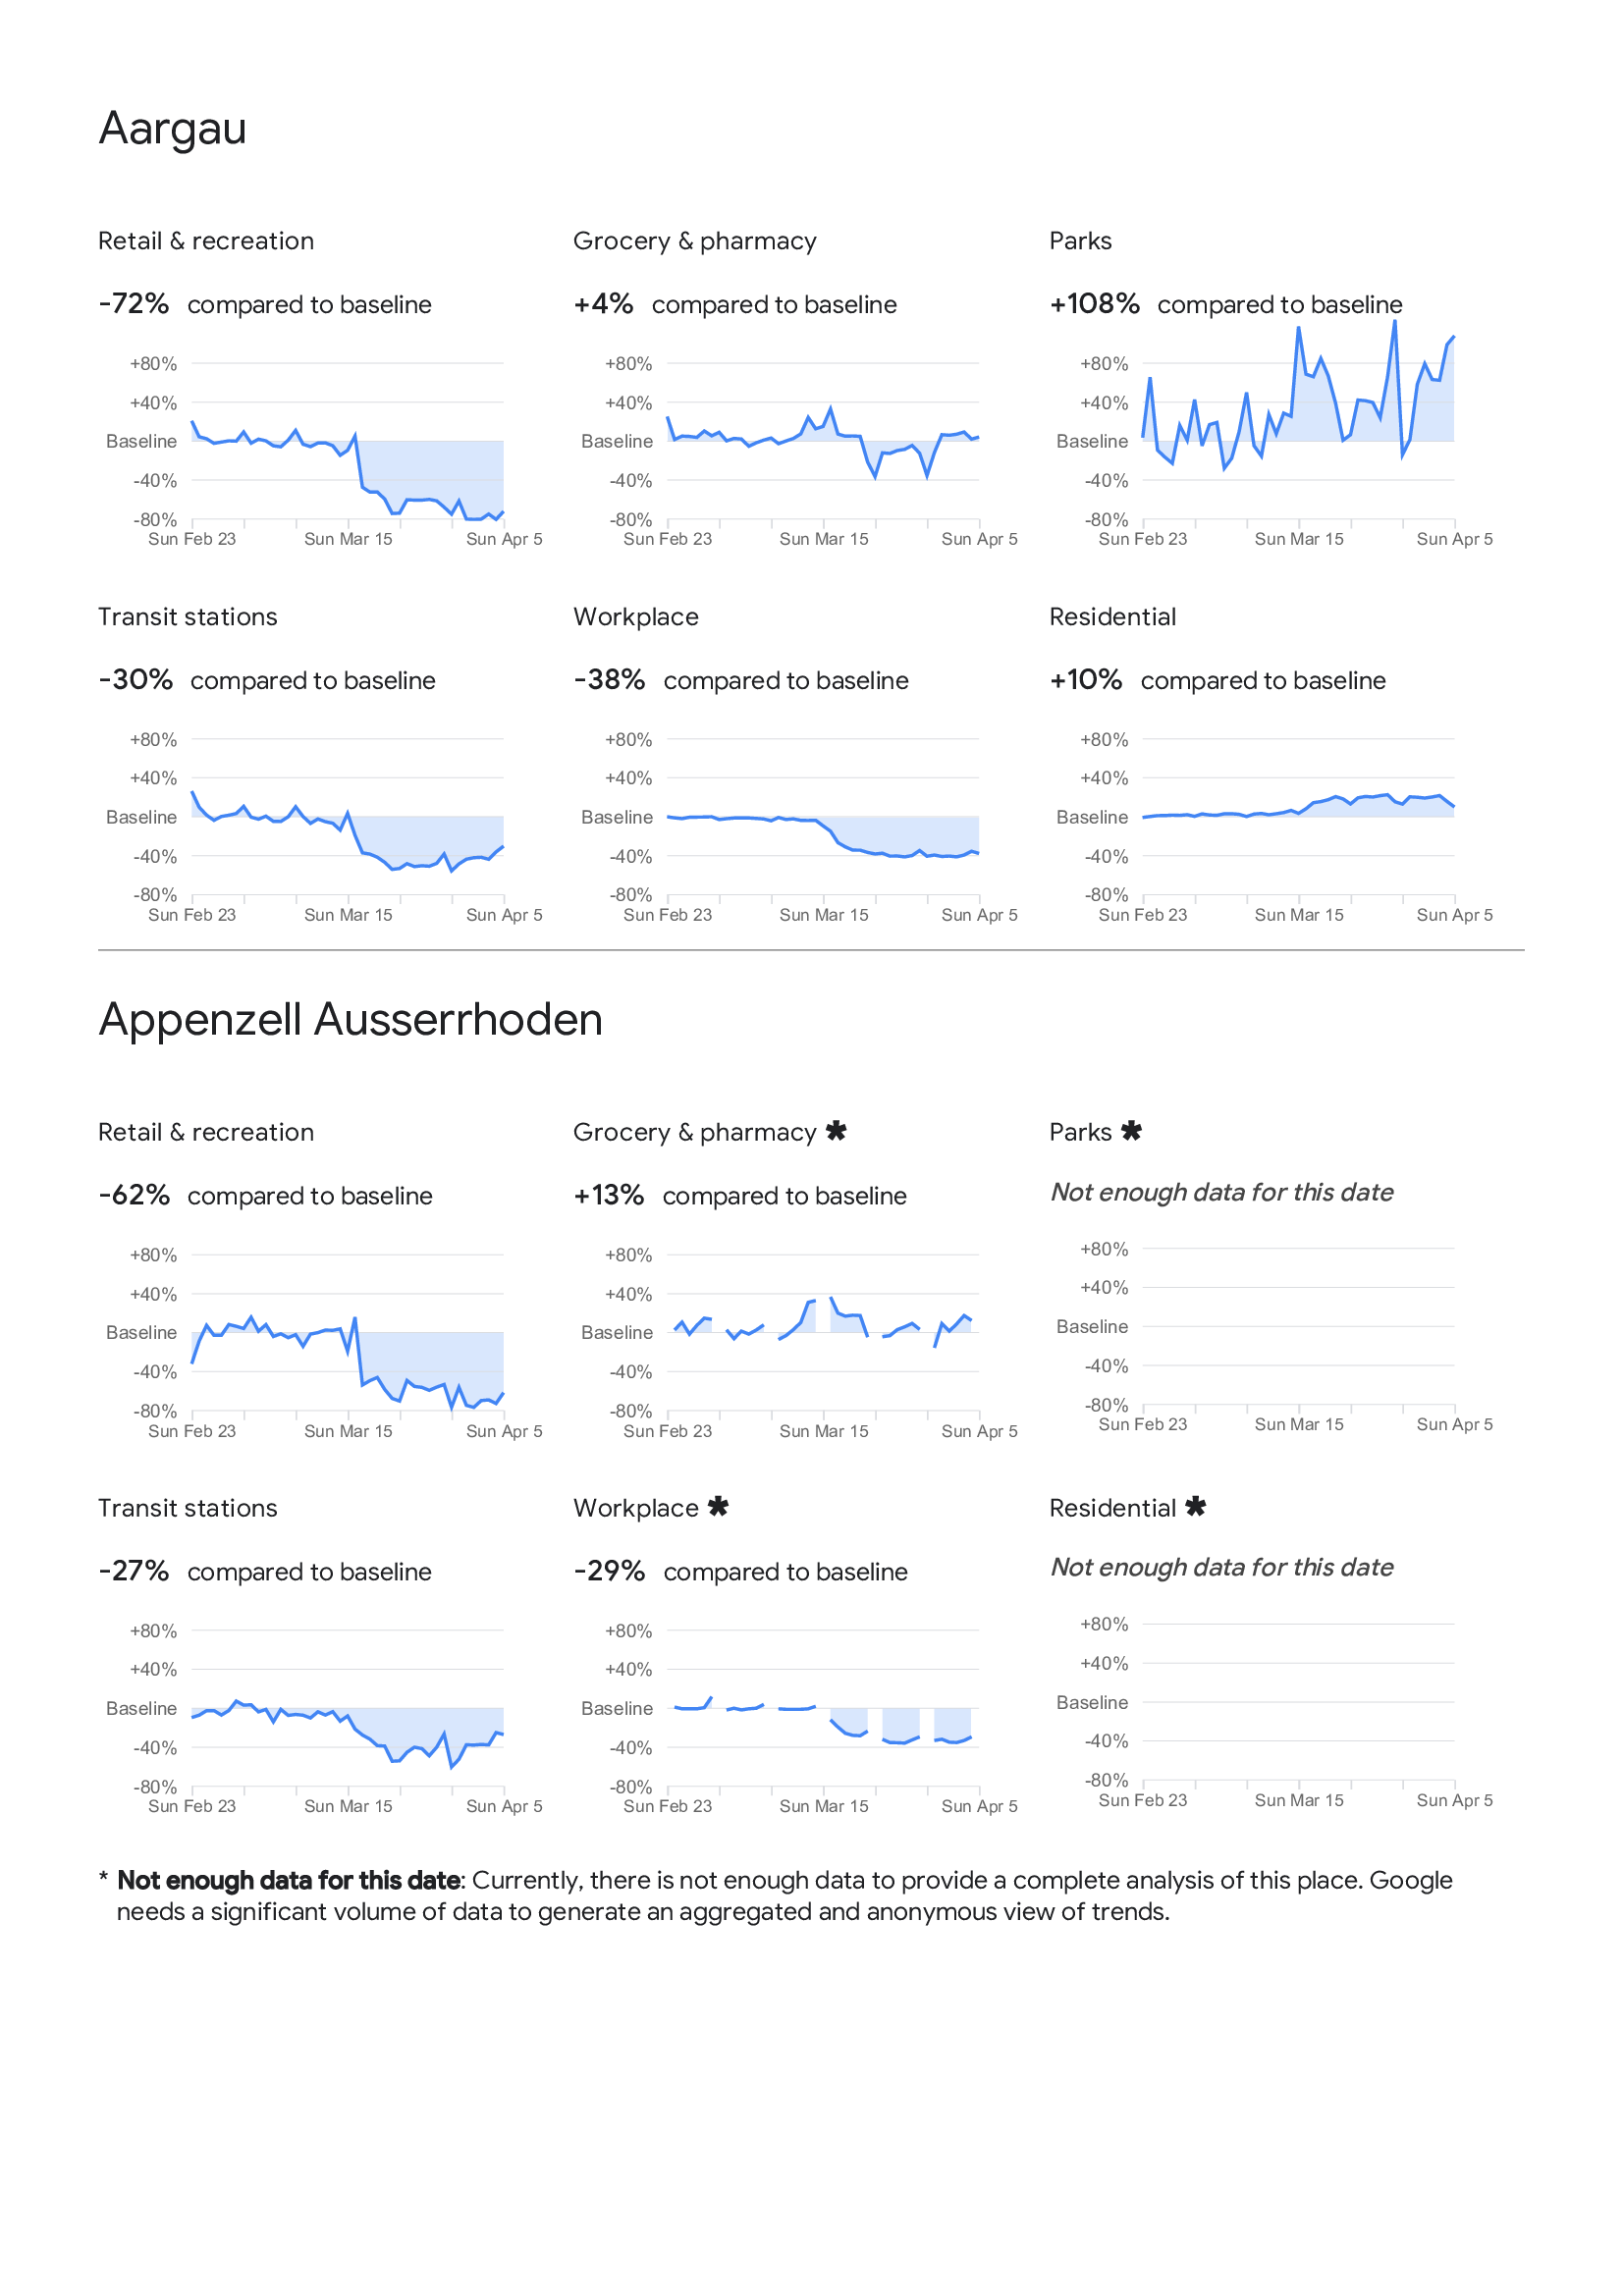 Aargau
Retail & recreation
-72% compared to baseline
+80%
+40%
Baseline
-40%
-80%
Sun Feb 23
Sun Mar 15
Sun Apr 5
Grocery & pharmacy
+4% compared to baseline
+80%
+40%
Baseline
-40%
-80%
Sun Feb 23
Sun Mar 15
Sun Apr 5
Parks
+108% compared to baseline
+80%
+40%
Baseline
-40%
-80%
Sun Feb 23
Sun Mar 15
Sun Apr 5
Transit stations
-30% compared to baseline
+80%
+40%
Baseline
-40%
-80%
Sun Feb 23
Sun Mar 15
Sun Apr 5
Workplace
-38% compared to baseline
+80%
+40%
Baseline
-40%
-80%
Sun Feb 23
Sun Mar 15
Sun Apr 5
Residential
+10% compared to baseline
+80%
+40%
Baseline
-40%
-80%
Sun Feb 23
Sun Mar 15
Sun Apr 5
Appenzell Ausserrhoden
Retail & recreation
-62% compared to baseline
+80%
+40%
Baseline
-40%
-80%
Sun Feb 23
Sun Mar 15
Sun Apr 5
Grocery & pharmacy *
+13% compared to baseline
+80%
+40%
Baseline
-40%
-80%
Sun Feb 23
Sun Mar 15
Sun Apr 5
Parks *
Not enough data for this date
+80%
+40%
Baseline
-40%
-80%
Sun Feb 23
Sun Mar 15
Sun Apr 5
Transit stations
-27% compared to baseline
+80%
+40%
Baseline
-40%
-80%
Sun Feb 23
Sun Mar 15
Sun Apr 5
Workplace *
-29% compared to baseline
+80%
+40%
Baseline
-40%
-80%
Sun Feb 23
Sun Mar 15
Sun Apr 5
Residential *
Not enough data for this date
+80%
+40%
Baseline
-40%
-80%
Sun Feb 23
Sun Mar 15
Sun Apr 5
* Not enough data for this date: Currently, there is not enough data to provide a complete analysis of this place. Google
needs a significant volume of data to generate an aggregated and anonymous view of trends.